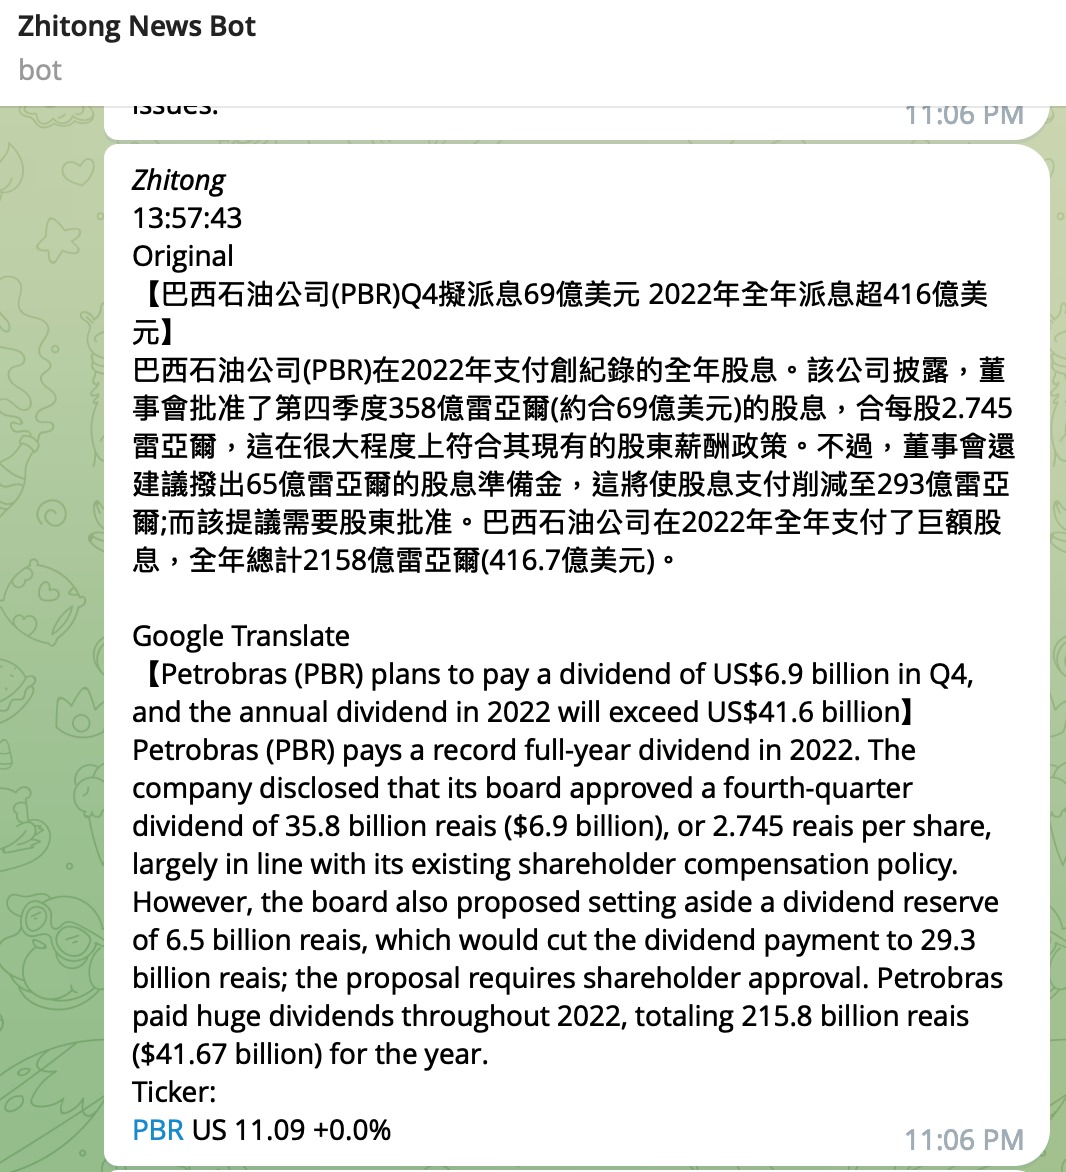 Zhitong News Bot
bot
issues.
11:06 PM
Zhitong
13:57:43
Original
【巴西石油公司(PBR)Q4擬派息69億美元 2022年全年派息超416億美
元】
巴西石油公司(PBR)在2022年支付創紀錄的全年股息。該公司披露，董
事會批准了第四季度358億雷亞爾(約合69億美元)的股息，合每股2.745
雷亞爾，這在很大程度上符合其現有的股東薪酬政策。不過，董事會還
建議撥出65億雷亞爾的股息準備金，這將使股息支付削減至293億雷亞
爾;而該提議需要股東批准。巴西石油公司在2022年全年支付了巨額股
息，全年總計2158億雷亞爾(416.7億美元)。
Google Translate
【Petrobras (PBR) plans to pay a dividend of US$6.9 billion in Q4,
and the annual dividend in 2022 will exceed US$41.6 billion】
Petrobras (PBR) pays a record full-year dividend in 2022. The
company disclosed that its board approved a fourth-quarter
dividend of 35.8 billion reais ($6.9 billion), or 2.745 reais per share,
largely in line with its existing shareholder compensation policy.
However, the board also proposed setting aside a dividend reserve
of 6.5 billion reais, which would cut the dividend payment to 29.3
billion reais; the proposal requires shareholder approval. Petrobras
paid huge dividends throughout 2022, totaling 215.8 billion reais
($41.67 billion) for the year.
Ticker:
PBR US 11.09 +0.0%
11:06 PM